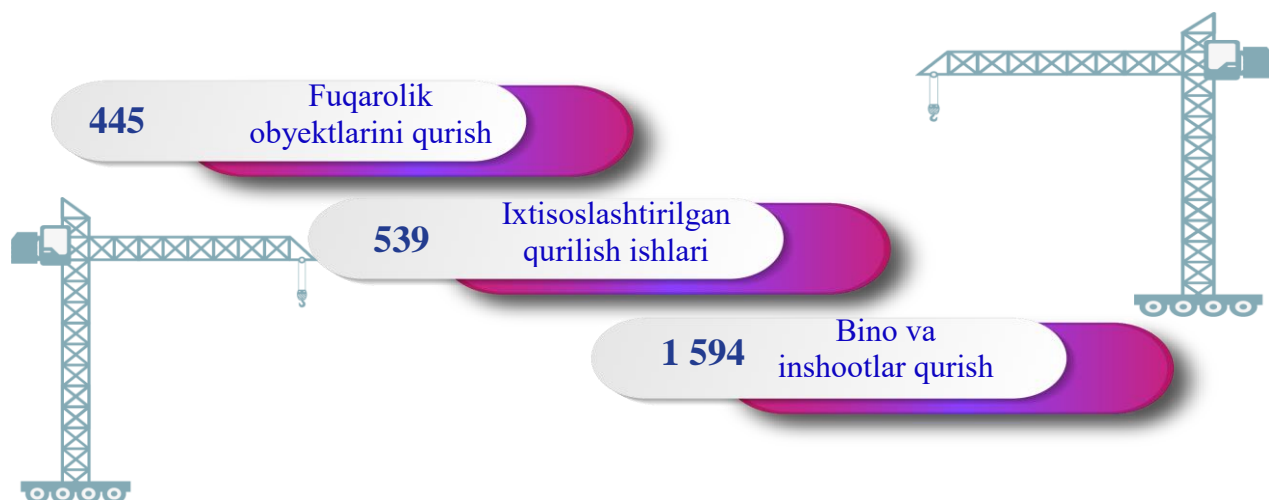 445
Fuqarolik
obyektlarini qurish
539
Ixtisoslashtirilgan
qurilish ishlari
1 594
Bino va
inshootlar qurish